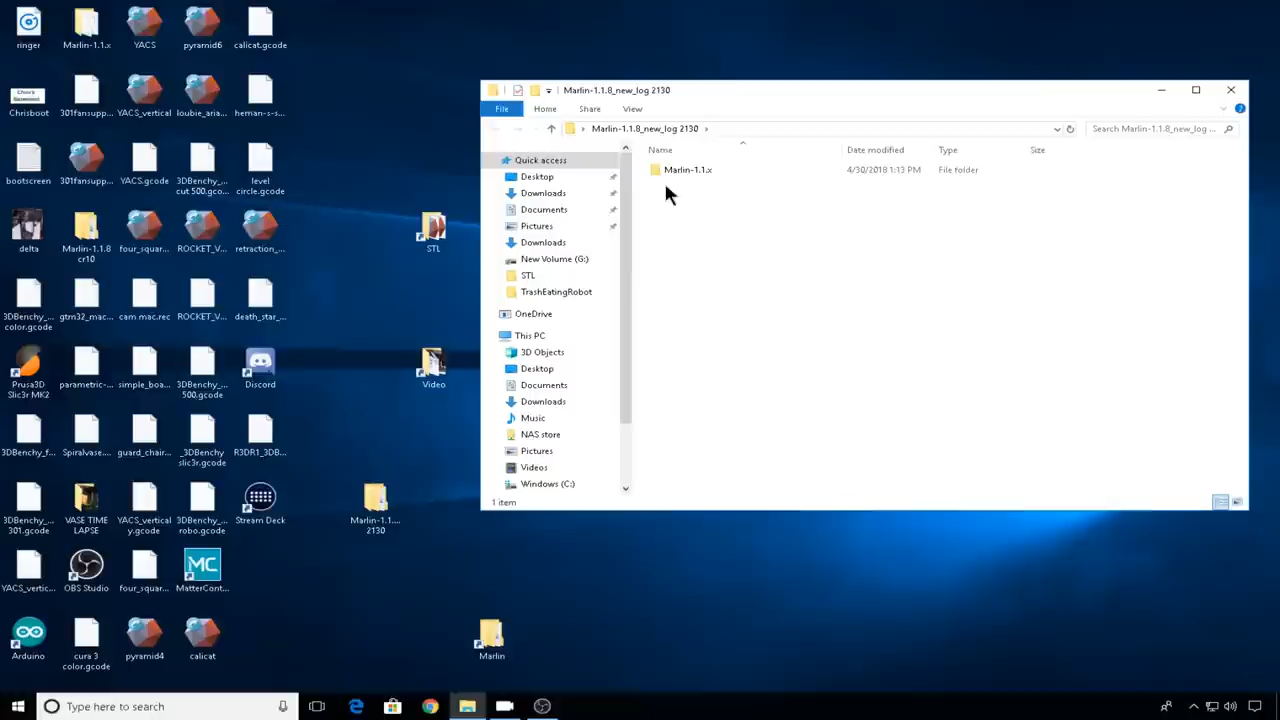 ringer
Marlin-1.1.x
YACS
pyramid6
calicat.gcode
Chrisboot
301fansupp...
YACS_vertical
loubie_aria...
heman-s-s...
bootscreen
301fansupp...
YACS.gcode
3DBenchy_...
cut 500.gco...
level
circle.gcode
delta
Marlin-1.1.8
cr10
four_squar...
ROCKET_V...
retraction_...
3DBenchy_...
color.gcode
gtm32_mac...
cam mac.rec
ROCKET_V...
death_star_...
Prusa3D
Slic3r MK2
parametric-...
simple_boa...
3DBenchy_...
500.gcode
Discord
3DBenchy_f...
Spiralvase....
guard_chair...
_3DBenchy
slic3r.gcode
R3DR1_3DB...
3DBenchy_...
301.gcode
VASE TIME
LAPSE
YACS_vertical
y.gcode
3DBenchy_...
robo.gcode
Stream Deck
YACS_vertic...
OBS Studio
four_squar...
MatterCont...
Arduino
cura 3
color.gcode
pyramid4
calicat
STL
Video
Marlin-1.1....
2130
Marlin
Marlin-1.1.8_new_log 2130
File
Home
Share
View
Marlin-1.1.8_new_log 2130
Search Marlin-1.1.8_new_log ...
Name
Date modified
Type
Size
Marlin-1.1.x
4/30/2018 1:13 PM
File folder
Quick access
Desktop
Downloads
Documents
Pictures
Downloads
New Volume (G:)
STL
TrashEatingRobot
OneDrive
This PC
3D Objects
Desktop
Documents
Downloads
Music
NAS store
Pictures
Videos
Windows (C:)
1 item
Type here to search